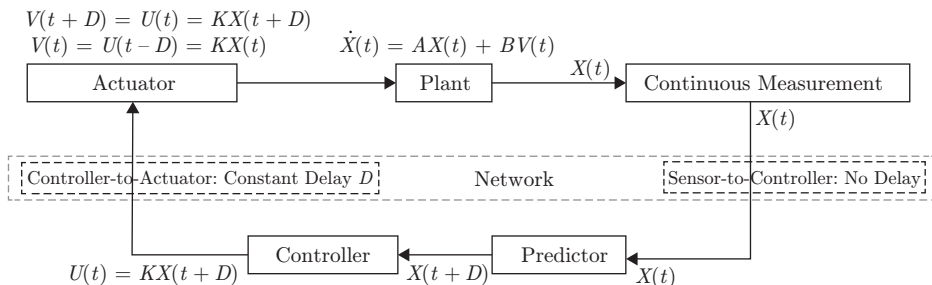 V(t + D) = U(t) = KX(t + D)
V(t) = U(t – D) = KX(t)
Ẋ(t) = AX(t) + BV(t)
Actuator
Plant
X(t)
Continuous Measurement
X(t)
Controller-to-Actuator: Constant Delay D
Network
Sensor-to-Controller: No Delay
Controller
Predictor
U(t) = KX(t + D)
X(t + D)
X(t)